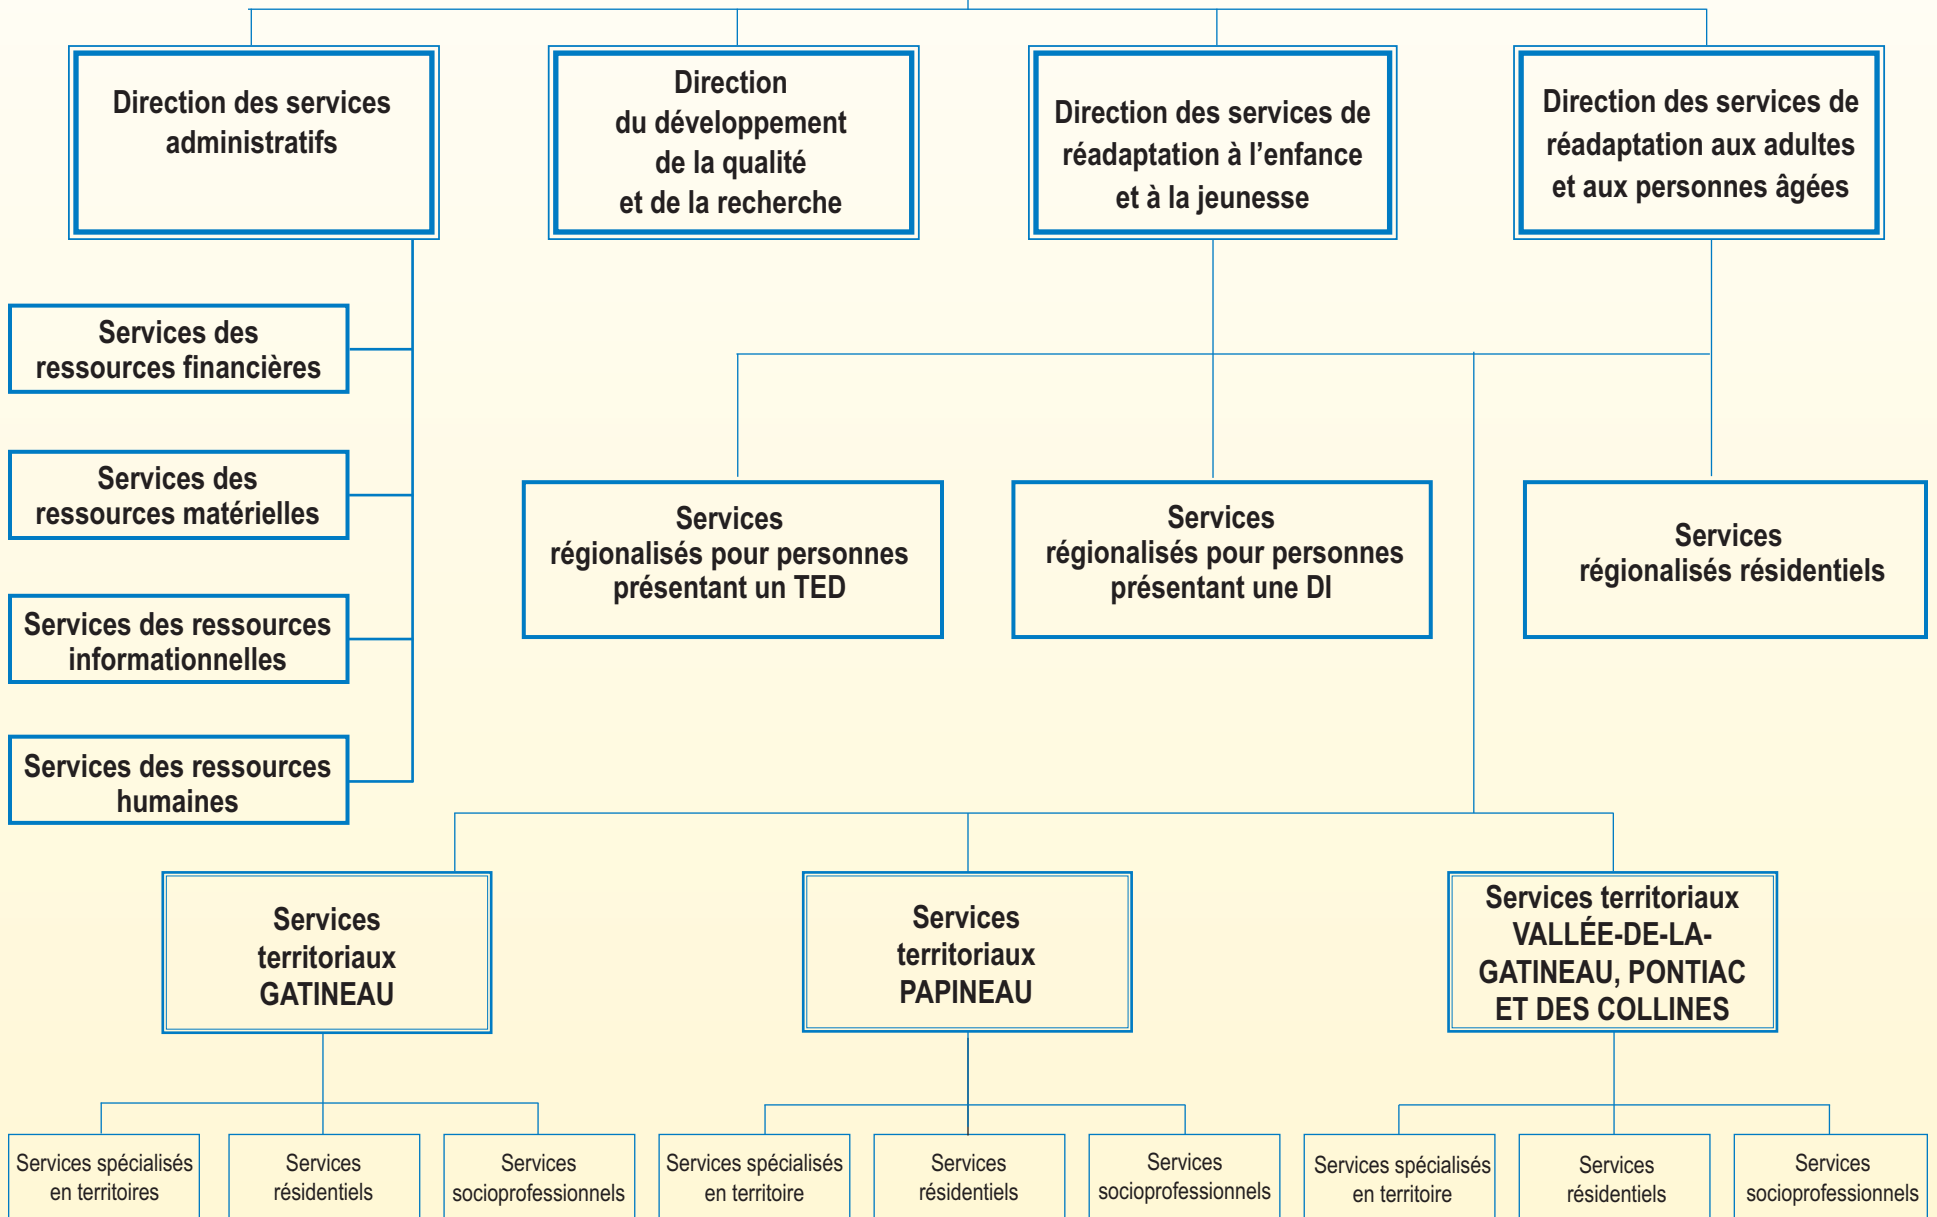 Direction des services
administratifs
Direction
du développement
de la qualité
et de la recherche
Direction des services de
réadaptation à l’enfance
et à la jeunesse
Direction des services de
réadaptation aux adultes
et aux personnes âgées
Services des
ressources financières
Services des
ressources matérielles
Services des ressources
informationnelles
Services des ressources
humaines
Services
régionalisés pour personnes
présentant un TED
Services
régionalisés pour personnes
présentant une DI
Services
régionalisés résidentiels
Services
territoriaux
GATINEAU
Services
territoriaux
PAPINEAU
Services territoriaux
VALLÉE-DE-LA-
GATINEAU, PONTIAC
ET DES COLLINES
Services spécialisés
en territoires
Services
résidentiels
Services
socioprofessionnels
Services spécialisés
en territoire
Services
résidentiels
Services
socioprofessionnels
Services spécialisés
en territoire
Services
résidentiels
Services
socioprofessionnels